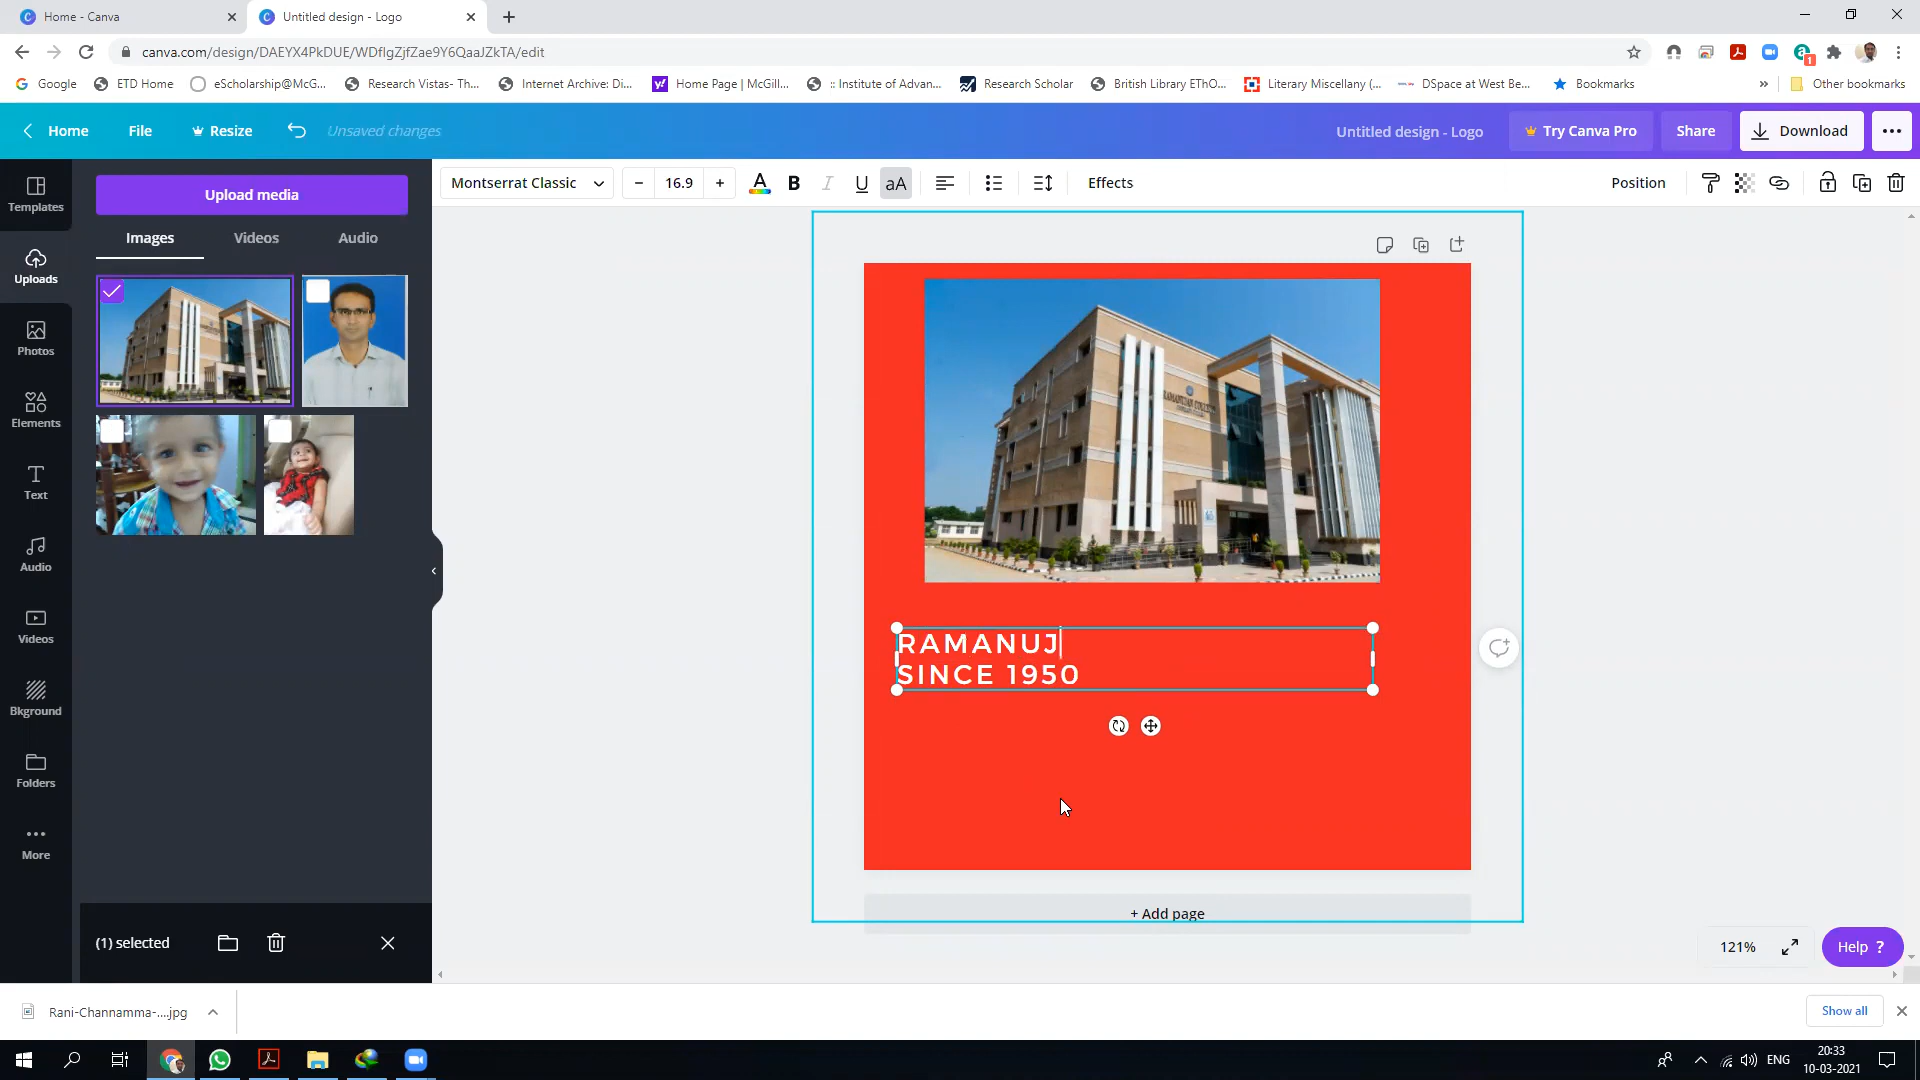 Home - Canva
Untitled design - Logo
canva.com/design/DAEYX4PkDUE/WDfIgZjfZae9Y6QaaJZkTA/edit
Google
ETD Home
eScholarship@McG...
Research Vistas- Th...
Internet Archive: Di...
Home Page | McGill...
:: Institute of Advan...
Research Scholar
British Library EThO...
Literary Miscellany (...
DSpace at West Be...
Bookmarks
»
Other bookmarks
Home
File
Resize
Unsaved changes
Untitled design - Logo
Try Canva Pro
Share
Download
Templates
Uploads
Photos
Elements
Text
Audio
Videos
Bkground
Folders
More
Upload media
Images
Videos
Audio
(1) selected
Montserrat Classic
– 16.9 +
A B I U aA
Effects
Position
RAMANUJAN COLLEGE
RAMANUJ
SINCE 1950
+ Add page
121%
Help ?
Rani-Channamma-....jpg
Show all
ENG
20:33
10-03-2021